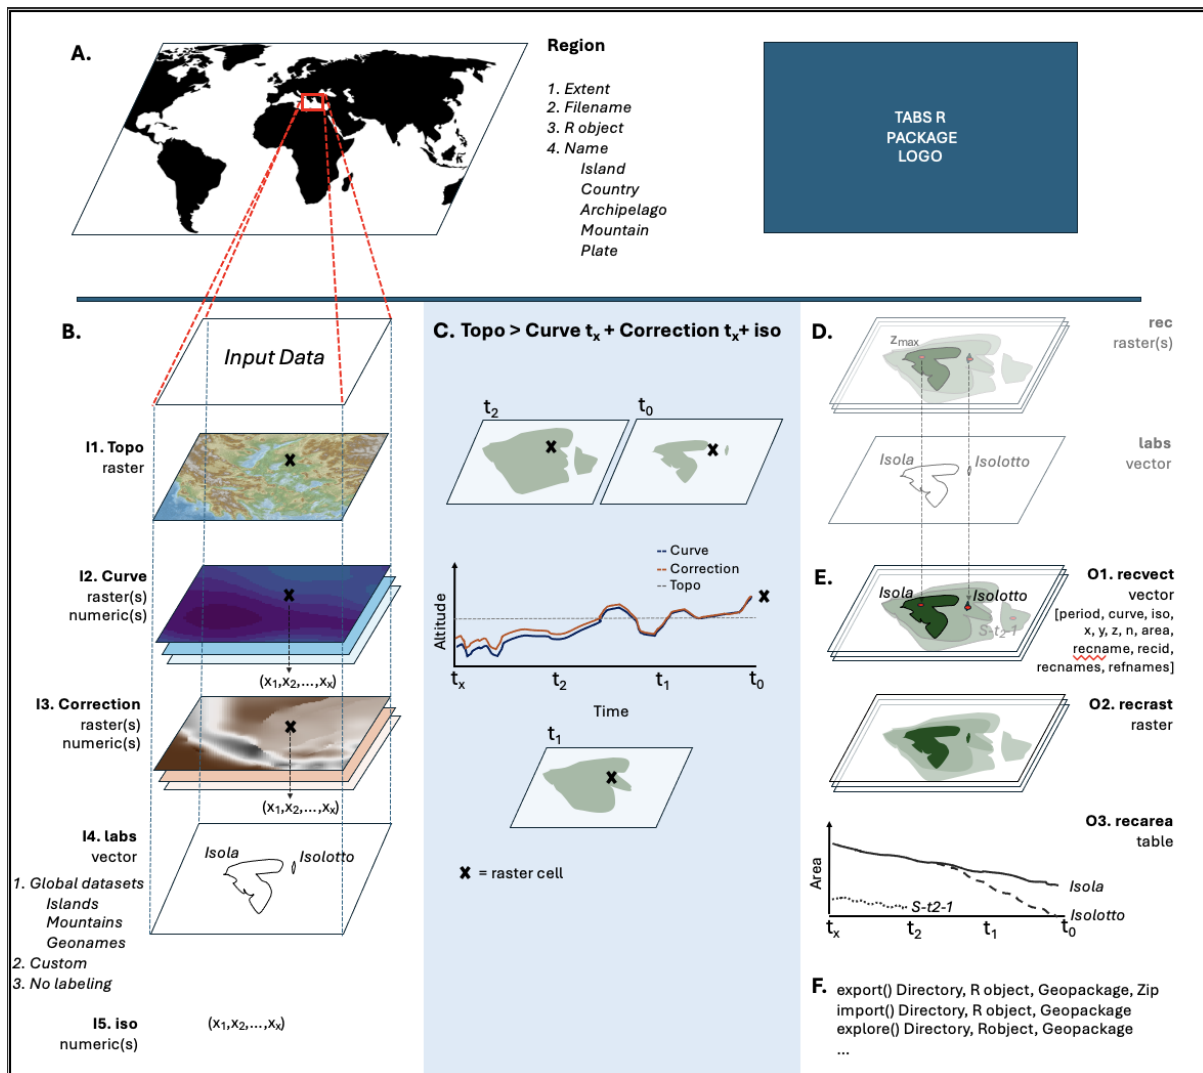 A.
Region
1. Extent
2. Filename
3. R object
4. Name
Island
Country
Archipelago
Mountain
Plate
TABS R
PACKAGE
LOGO
B.
Input Data
I1. Topo
raster
I2. Curve
raster(s)
numeric(s)
(x1,x2,...,xx)
I3. Correction
raster(s)
numeric(s)
(x1,x2,...,xx)
I4. labs
vector
Isola
Isolotto
1. Global datasets
Islands
Mountains
Geonames
2. Custom
3. No labeling
I5. iso
numeric(s)
(x1,x2,...,xx)
C. Topo > Curve tx + Correction tx+ iso
t2
t0
Curve
Correction
Topo
Altitude
tx
t2
t1
t0
Time
t1
x = raster cell
D.
rec
raster(s)
zmax
labs
vector
Isola
Isolotto
E.
O1. recvect
vector
[period, curve, iso,
x, y, z, n, area,
recname, recid,
recnames, refnames]
Isola
Isolotto
S-t2-1
O2. recrast
raster
O3. recarea
table
Area
Isola
S-t2-1
Isolotto
tx
t2
t1
t0
F.
export() Directory, R object, Geopackage, Zip
import() Directory, R object, Geopackage
explore() Directory, Robject, Geopackage
...